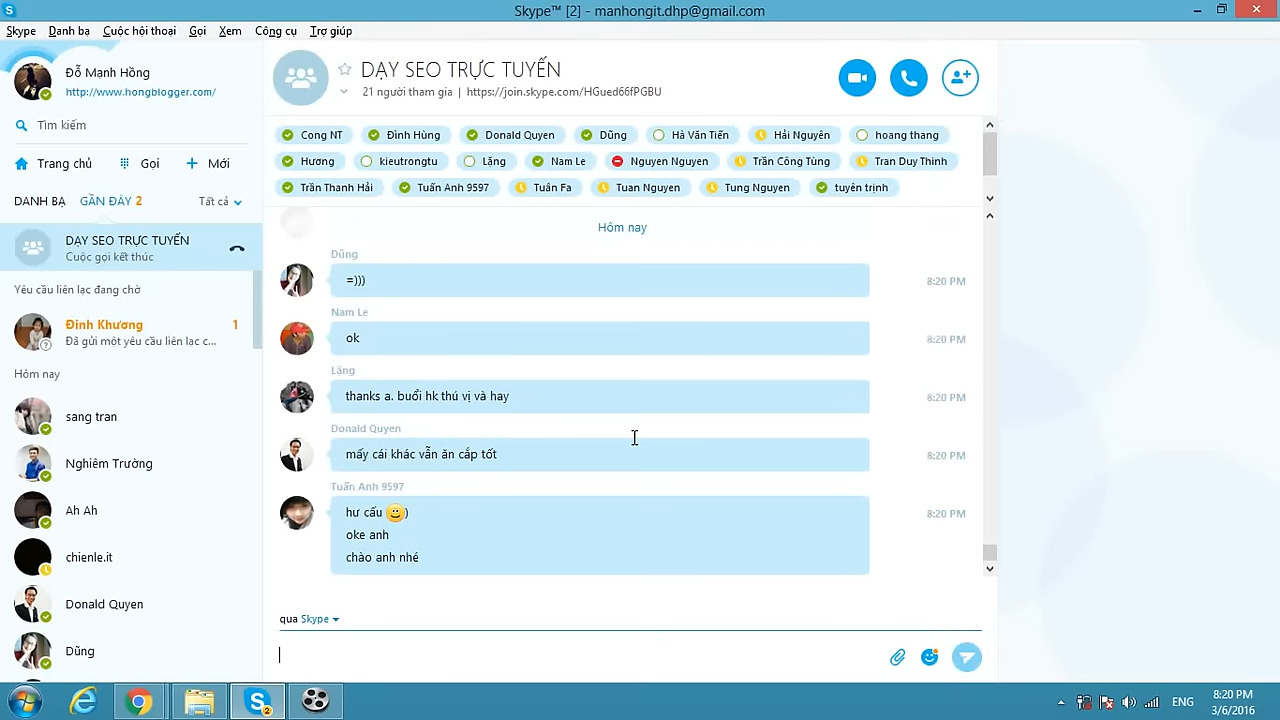 Skype™ [2] - manhongit.dhp@gmail.com
Skype Danh bạ Cuộc hội thoại Gọi Xem Công cụ Trợ giúp
Đỗ Mạnh Hồng
http://www.hongblogger.com/
Tìm kiếm
Trang chủ Gọi Mới
DANH BẠ GẦN ĐÂY 2 Tất cả
DẠY SEO TRỰC TUYẾN
Cuộc gọi kết thúc
Yêu cầu liên lạc đang chờ
Đinh Khương 1
Đã gửi một yêu cầu liên lạc c...
Hôm nay
sang tran
Nghiêm Trường
Ah Ah
chienle.it
Donald Quyen
Dũng
DẠY SEO TRỰC TUYẾN
21 người tham gia | https://join.skype.com/HGued66fPGBU
Cong NT Đình Hùng Donald Quyen Dũng Hà Văn Tiến Hải Nguyên hoang thang
Hương kieutrongtu Lặng Nam Le Nguyen Nguyen Trần Công Tùng Tran Duy Thinh
Trần Thanh Hải Tuấn Anh 9597 Tuân Fa Tuan Nguyen Tung Nguyen tuyên trịnh
Hôm nay
Dũng
=))) 8:20 PM
Nam Le
ok 8:20 PM
Lặng
thanks a. buổi hk thú vị và hay 8:20 PM
Donald Quyen
mấy cái khác vẫn ăn cắp tốt 8:20 PM
Tuấn Anh 9597
hư cấu ) 8:20 PM
oke anh
chào anh nhé
qua Skype
2
ENG
8:20 PM
3/6/2016